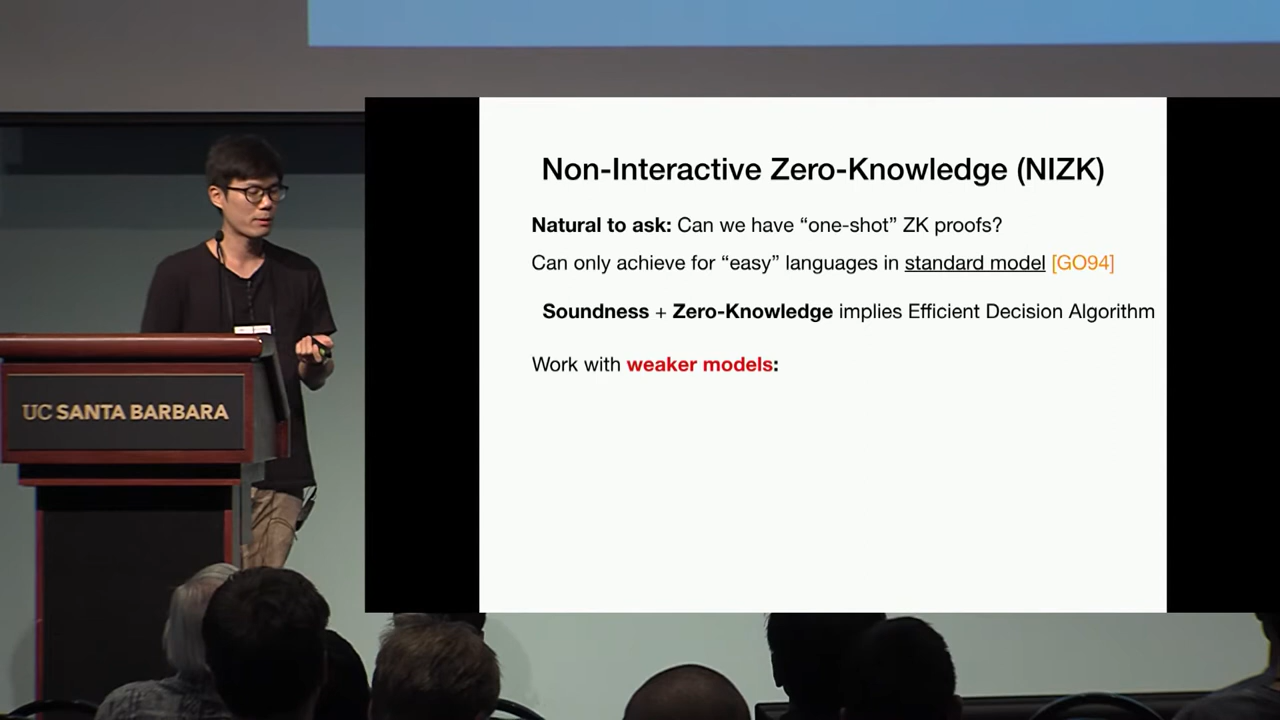 Non-Interactive Zero-Knowledge (NIZK)
Natural to ask: Can we have “one-shot” ZK proofs?
Can only achieve for “easy” languages in standard model [GO94]
Soundness + Zero-Knowledge implies Efficient Decision Algorithm
Work with weaker models:
UC SANTA BARBARA